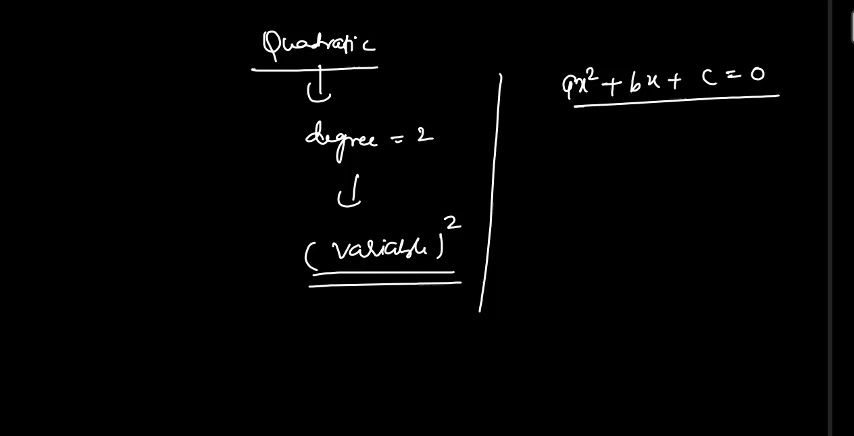 Quadratic
degree = 2
(variable)²
ax² + bx + c = 0